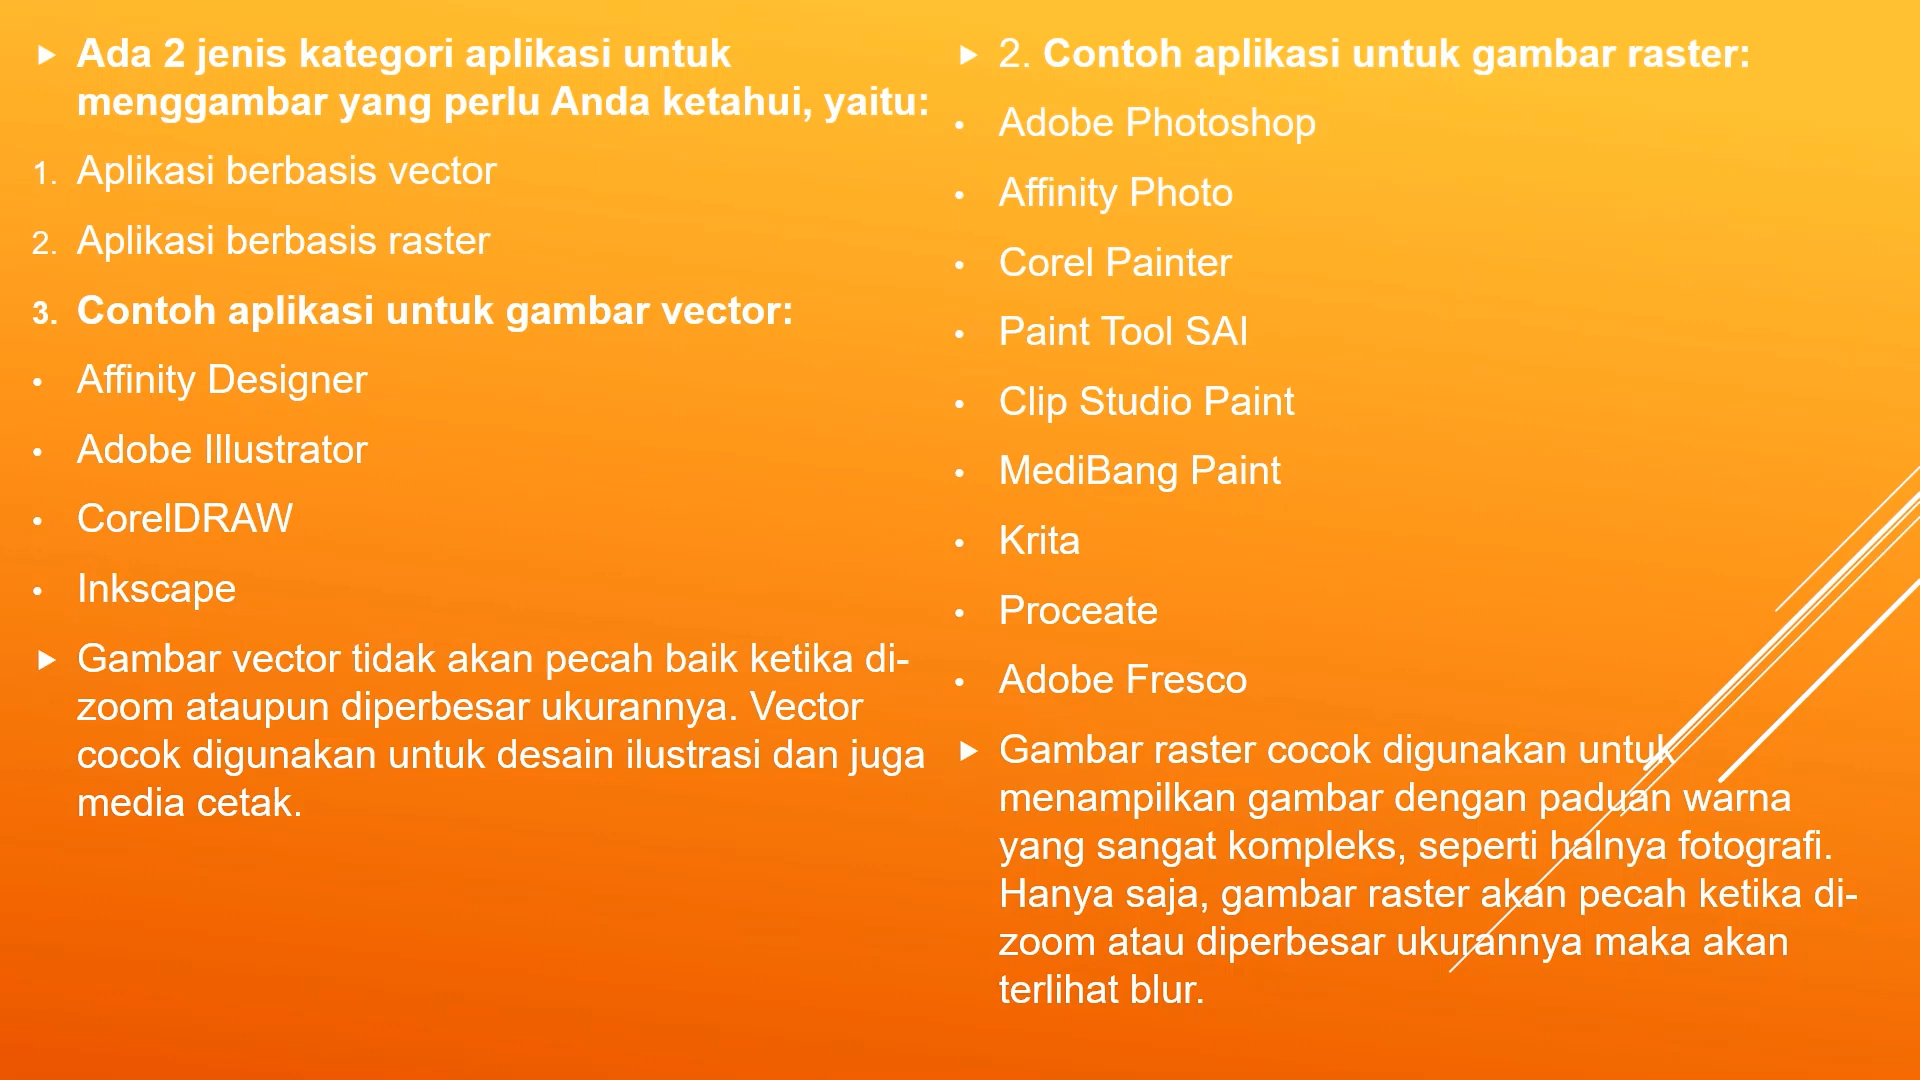 Ada 2 jenis kategori aplikasi untuk
menggambar yang perlu Anda ketahui, yaitu:
1. Aplikasi berbasis vector
2. Aplikasi berbasis raster
3. Contoh aplikasi untuk gambar vector:
• Affinity Designer
• Adobe Illustrator
• CorelDRAW
• Inkscape
Gambar vector tidak akan pecah baik ketika di-
zoom ataupun diperbesar ukurannya. Vector
cocok digunakan untuk desain ilustrasi dan juga
media cetak.
2. Contoh aplikasi untuk gambar raster:
• Adobe Photoshop
• Affinity Photo
• Corel Painter
• Paint Tool SAI
• Clip Studio Paint
• MediBang Paint
• Krita
• Proceate
• Adobe Fresco
Gambar raster cocok digunakan untuk
menampilkan gambar dengan paduan warna
yang sangat kompleks, seperti halnya fotografi.
Hanya saja, gambar raster akan pecah ketika di-
zoom atau diperbesar ukurannya maka akan
terlihat blur.